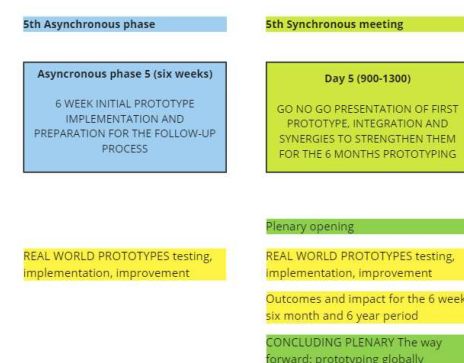 5th Asynchronous phase
Asyncronous phase 5 (six weeks)
6 WEEK INITIAL PROTOTYPE
IMPLEMENTATION AND
PREPARATION FOR THE FOLLOW-UP
PROCESS
REAL WORLD PROTOTYPES testing,
implementation, improvement
5th Synchronous meeting
Day 5 (900-1300)
GO NO GO PRESENTATION OF FIRST
PROTOTYPE, INTEGRATION AND
SYNERGIES TO STRENGTHEN THEM
FOR THE 6 MONTHS PROTOTYPING
Plenary opening
REAL WORLD PROTOTYPES testing,
implementation, improvement
Outcomes and impact for the 6 week
six month and 6 year period
CONCLUDING PLENARY The way
forward: prototyping globally